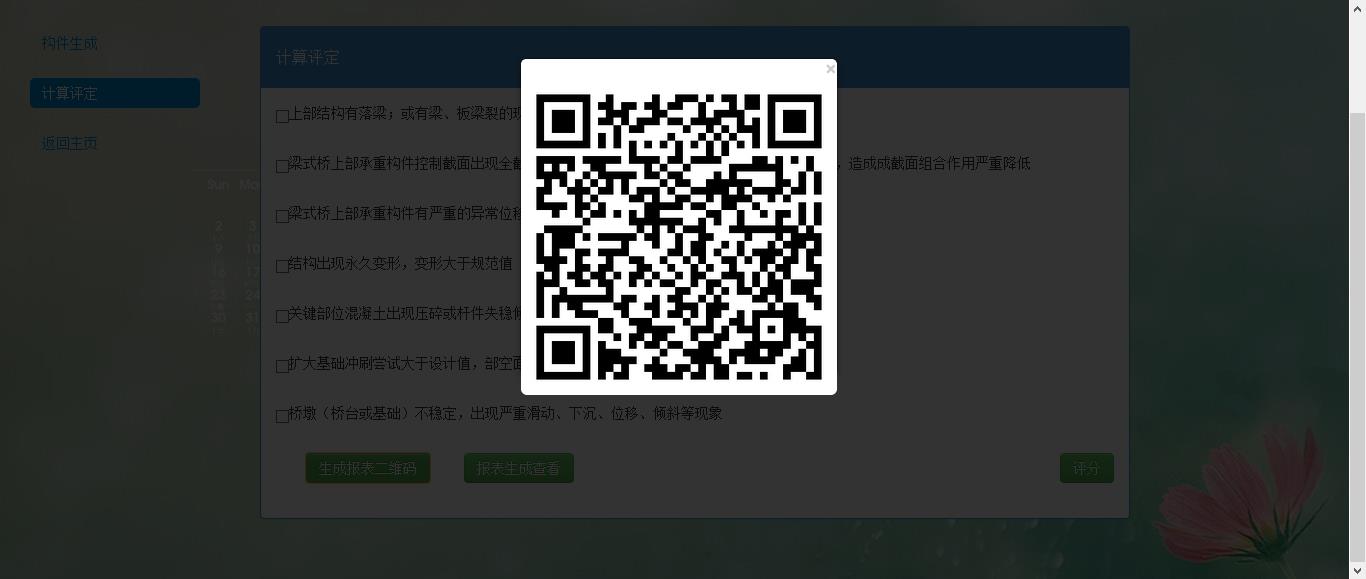 构件生成
计算评定
返回主页
Sun Mo
2 3
9 10
16 17
23 24
30 31
计算评定
×
上部结构有落梁；或有梁、板梁裂的现
梁式桥上部承重构件控制截面出现全截 ，造成成截面组合作用严重降低
梁式桥上部承重构件有严重的异常位移
结构出现永久变形，变形大于规范值
关键部位混凝土出现压碎或杆件失稳倾
扩大基础冲刷尝试大于设计值，部空面
桥墩（桥台或基础）不稳定，出现严重滑动、下沉、位移、倾斜等现象
生成报表二维码 报表生成查看 评分